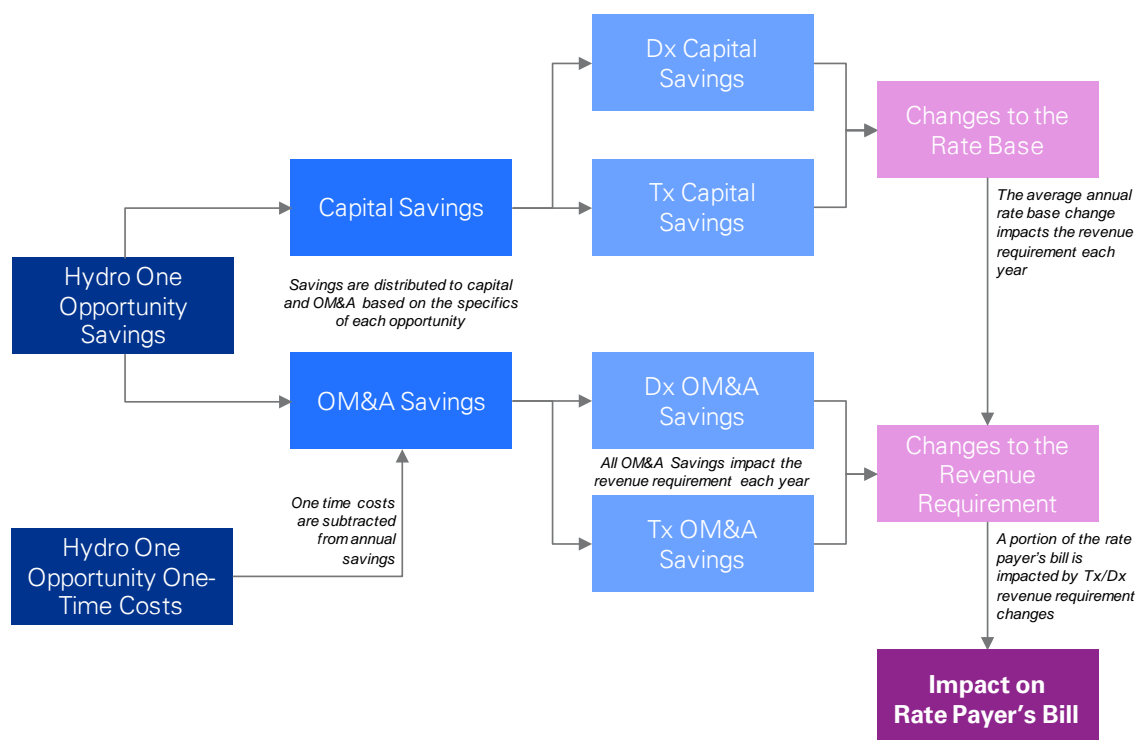 Dx Capital
Savings
Changes to the
Rate Base
Capital Savings
Tx Capital
Savings
The average annual
rate base change
impacts the revenue
requirement each
year
Hydro One
Opportunity
Savings
Savings are distributed to capital
and OM&A based on the specifics
of each opportunity
OM&A Savings
Dx OM&A
Savings
All OM&A Savings impact the
revenue requirement each year
Changes to the
Revenue
Requirement
One time costs
are subtracted
from annual
savings
Tx OM&A
Savings
Hydro One
Opportunity One-
Time Costs
A portion of the rate
payer's bill is
impacted by Tx/Dx
revenue requirement
changes
Impact on
Rate Payer's Bill